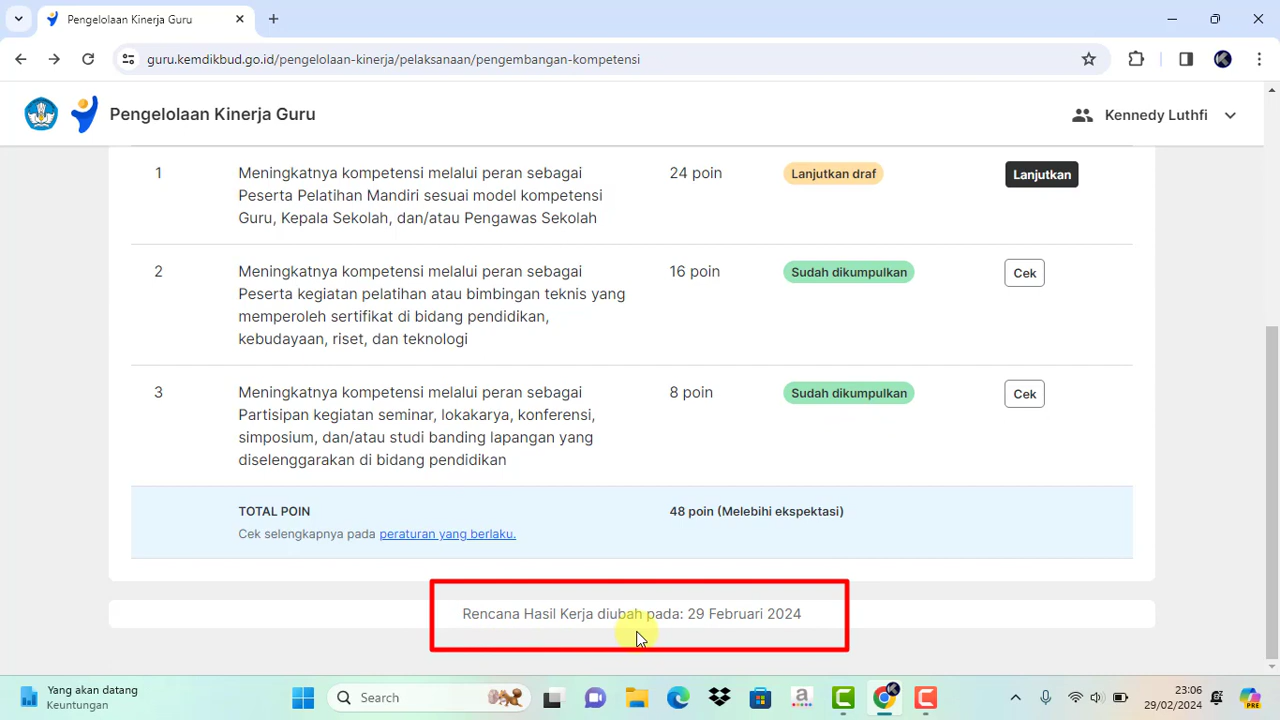 Pengelolaan Kinerja Guru
guru.kemdikbud.go.id/pengelolaan-kinerja/pelaksanaan/pengembangan-kompetensi
Pengelolaan Kinerja Guru
Kennedy Luthfi
1
Meningkatnya kompetensi melalui peran sebagai
Peserta Pelatihan Mandiri sesuai model kompetensi
Guru, Kepala Sekolah, dan/atau Pengawas Sekolah
24 poin
Lanjutkan draf
Lanjutkan
2
Meningkatnya kompetensi melalui peran sebagai
Peserta kegiatan pelatihan atau bimbingan teknis yang
memperoleh sertifikat di bidang pendidikan,
kebudayaan, riset, dan teknologi
16 poin
Sudah dikumpulkan
Cek
3
Meningkatnya kompetensi melalui peran sebagai
Partisipan kegiatan seminar, lokakarya, konferensi,
simposium, dan/atau studi banding lapangan yang
diselenggarakan di bidang pendidikan
8 poin
Sudah dikumpulkan
Cek
TOTAL POIN
48 poin (Melebihi ekspektasi)
Cek selengkapnya pada peraturan yang berlaku.
Rencana Hasil Kerja diubah pada: 29 Februari 2024
Yang akan datang
Keuntungan
Search
23:06
29/02/2024
PRE